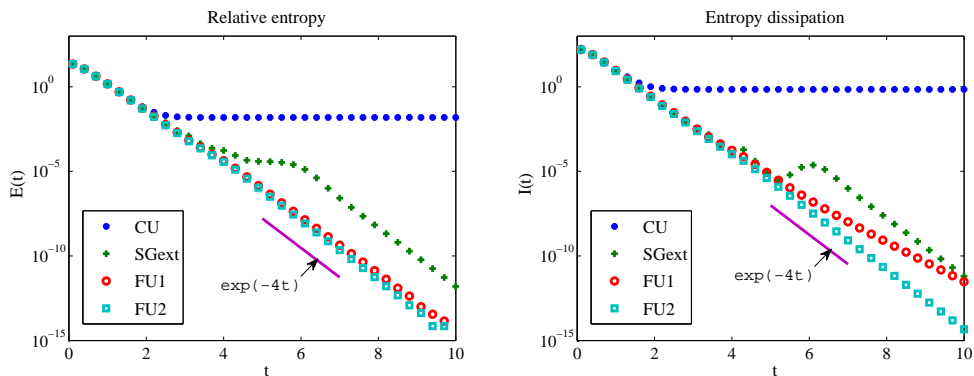 Relative entropy
E(t)
10^0
10^-5
10^-10
10^-15
CU
SGext
FU1
FU2
exp(-4t)
0 2 4 6 8 10
t
Entropy dissipation
I(t)
10^0
10^-5
10^-10
10^-15
CU
SGext
FU1
FU2
exp(-4t)
0 2 4 6 8 10
t